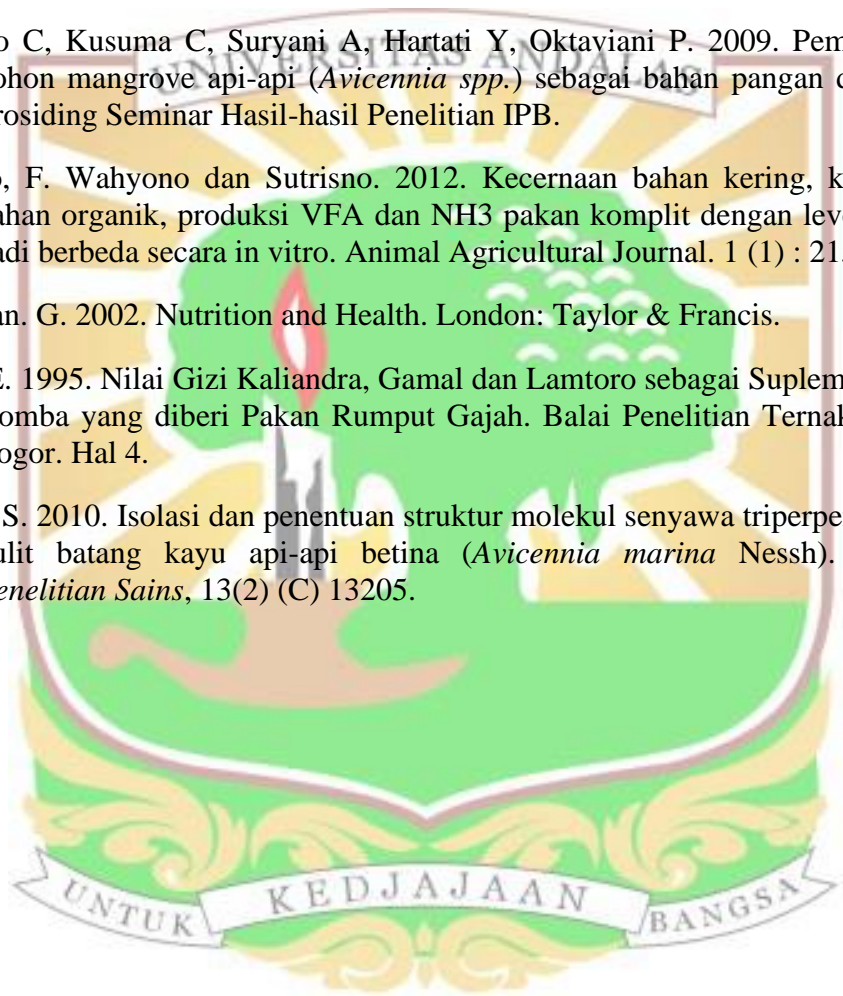 o C, Kusuma C, Suryani A, Hartati Y, Oktaviani P. 2009. Pem
ohon mangrove api-api (Avicennia spp.) sebagai bahan pangan d
rosiding Seminar Hasil-hasil Penelitian IPB.
, F. Wahyono dan Sutrisno. 2012. Kecernaan bahan kering, k
ahan organik, produksi VFA dan NH3 pakan komplit dengan leve
adi berbeda secara in vitro. Animal Agricultural Journal. 1 (1) : 21.
an. G. 2002. Nutrition and Health. London: Taylor & Francis.
E. 1995. Nilai Gizi Kaliandra, Gamal dan Lamtoro sebagai Suplem
omba yang diberi Pakan Rumput Gajah. Balai Penelitian Ternak
ogor. Hal 4.
S. 2010. Isolasi dan penentuan struktur molekul senyawa triperpe
ulit batang kayu api-api betina (Avicennia marina Nessh).
enelitian Sains, 13(2) (C) 13205.
UNIVERSITAS ANDALAS
UNTUK KEDJAJAAN BANGSA